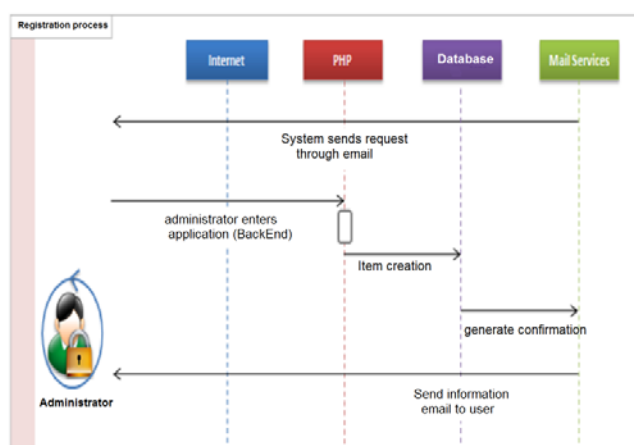 Registration process
Internet
PHP
Database
Mail Services
System sends request
through email
administrator enters
application (BackEnd)
Item creation
generate confirmation
Administrator
Send information
email to user